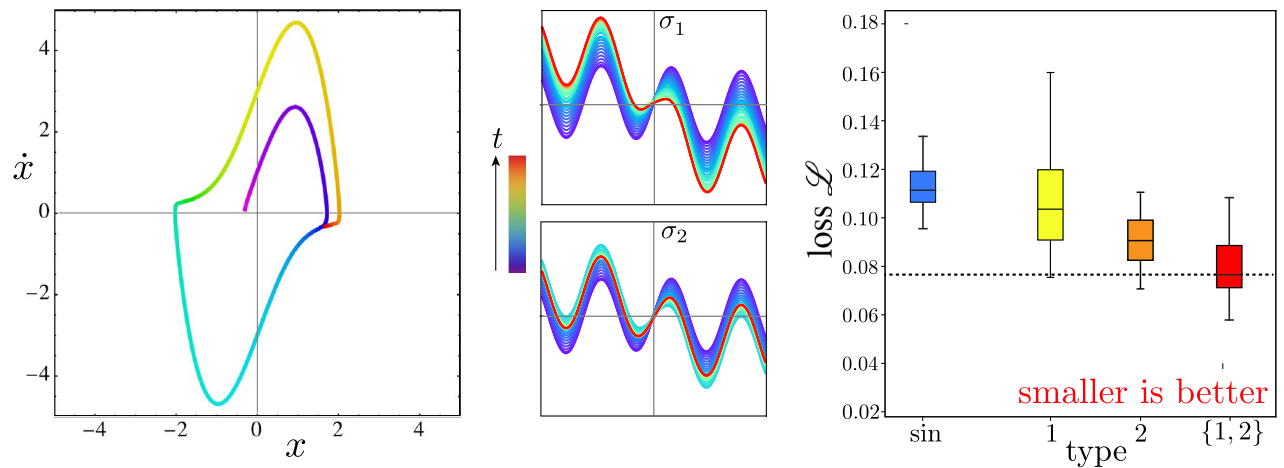 4
2
0
−2
−4
ẋ
−4
−2
0
2
4
x
t
σ₁
σ₂
0.18
0.16
0.14
0.12
0.10
0.08
0.06
0.04
0.02
loss ℒ
smaller is better
sin
1
2
{1, 2}
type